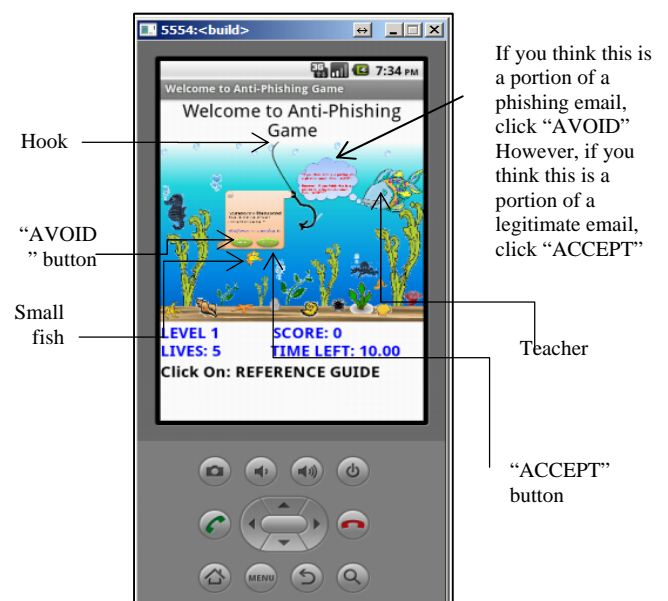 5554:<build>
3G
7:34 PM
Welcome to Anti-Phishing Game
Welcome to Anti-Phishing
Game
Hook
If you think this is
a portion of a
phishing email,
click “AVOID”
However, if you
think this is a
portion of a
legitimate email,
click “ACCEPT”
“AVOID
” button
Small
fish
Teacher
LEVEL 1
SCORE: 0
LIVES: 5
TIME LEFT: 10.00
Click On: REFERENCE GUIDE
“ACCEPT”
button
MENU